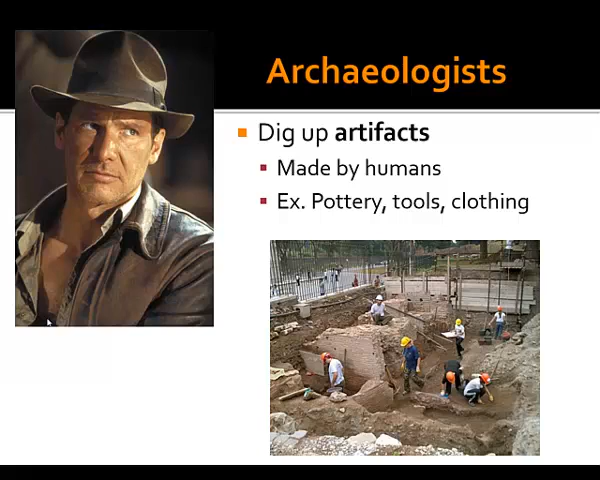 Archaeologists
Dig up artifacts
Made by humans
Ex. Pottery, tools, clothing